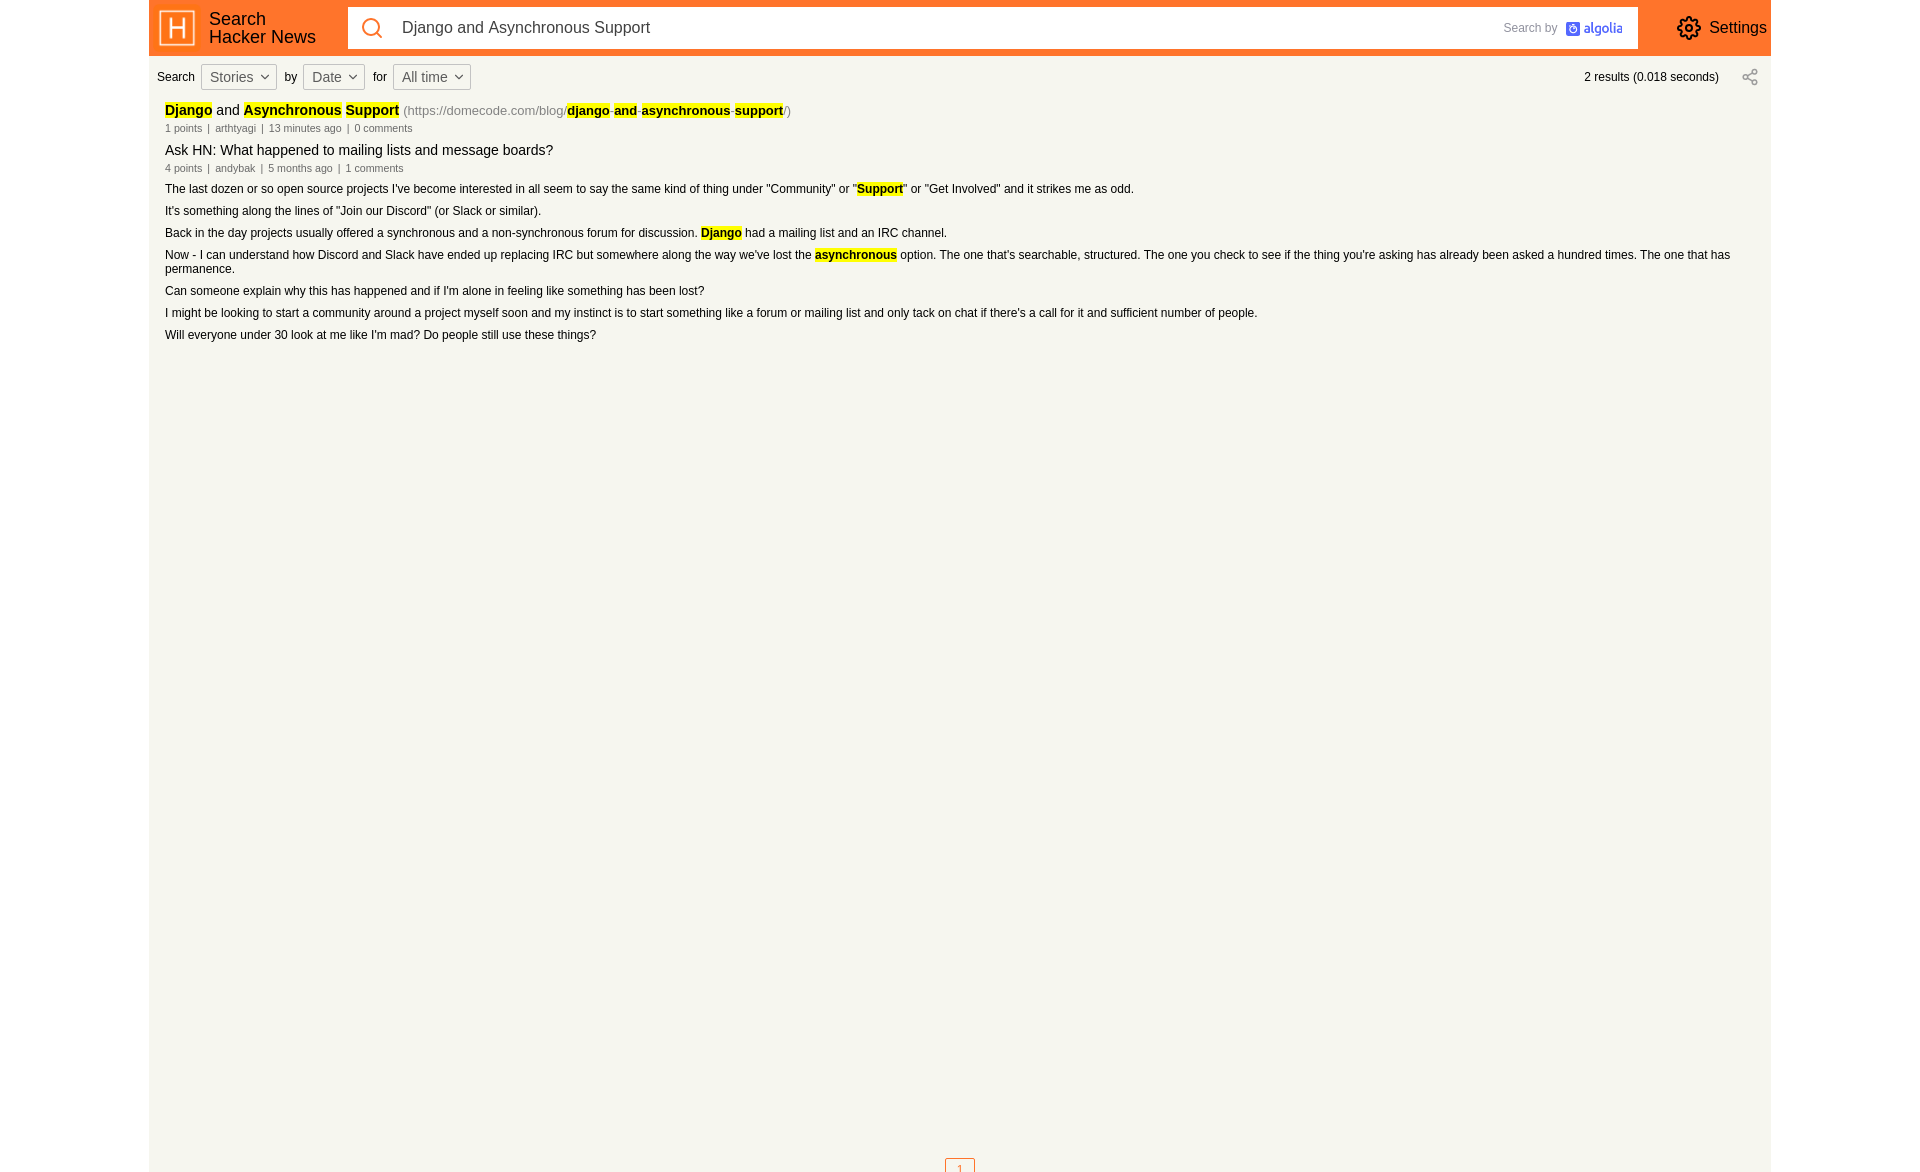 H
Search
Hacker News
Django and Asynchronous Support
Search by algolia
Settings
Search Stories by Date for All time
2 results (0.018 seconds)
Django and Asynchronous Support (https://domecode.com/blog/django-and-asynchronous-support/)
1 points | arthtyagi | 13 minutes ago | 0 comments
Ask HN: What happened to mailing lists and message boards?
4 points | andybak | 5 months ago | 1 comments
The last dozen or so open source projects I've become interested in all seem to say the same kind of thing under "Community" or "Support" or "Get Involved" and it strikes me as odd.
It's something along the lines of "Join our Discord" (or Slack or similar).
Back in the day projects usually offered a synchronous and a non-synchronous forum for discussion. Django had a mailing list and an IRC channel.
Now - I can understand how Discord and Slack have ended up replacing IRC but somewhere along the way we've lost the asynchronous option. The one that's searchable, structured. The one you check to see if the thing you're asking has already been asked a hundred times. The one that has
permanence.
Can someone explain why this has happened and if I'm alone in feeling like something has been lost?
I might be looking to start a community around a project myself soon and my instinct is to start something like a forum or mailing list and only tack on chat if there's a call for it and sufficient number of people.
Will everyone under 30 look at me like I'm mad? Do people still use these things?
1